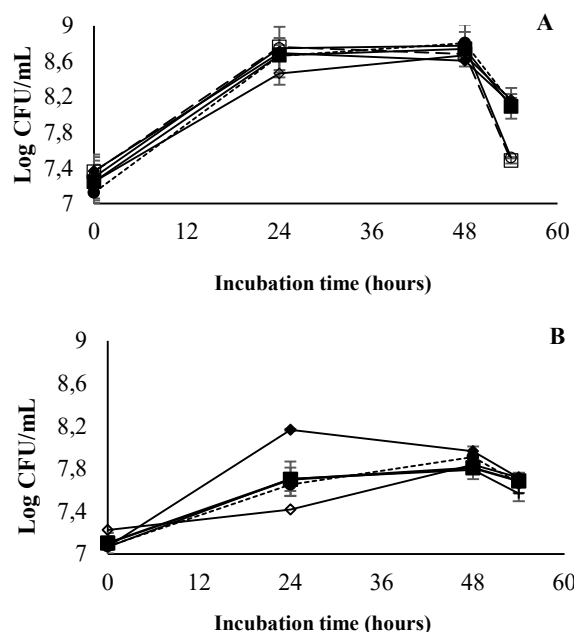 A
9
8,6
8,2
7,8
7,4
7
Log CFU/mL
0 12 24 36 48 60
Incubation time (hours)
B
9
8,6
8,2
7,8
7,4
7
Log CFU/mL
0 12 24 36 48 60
Incubation time (hours)